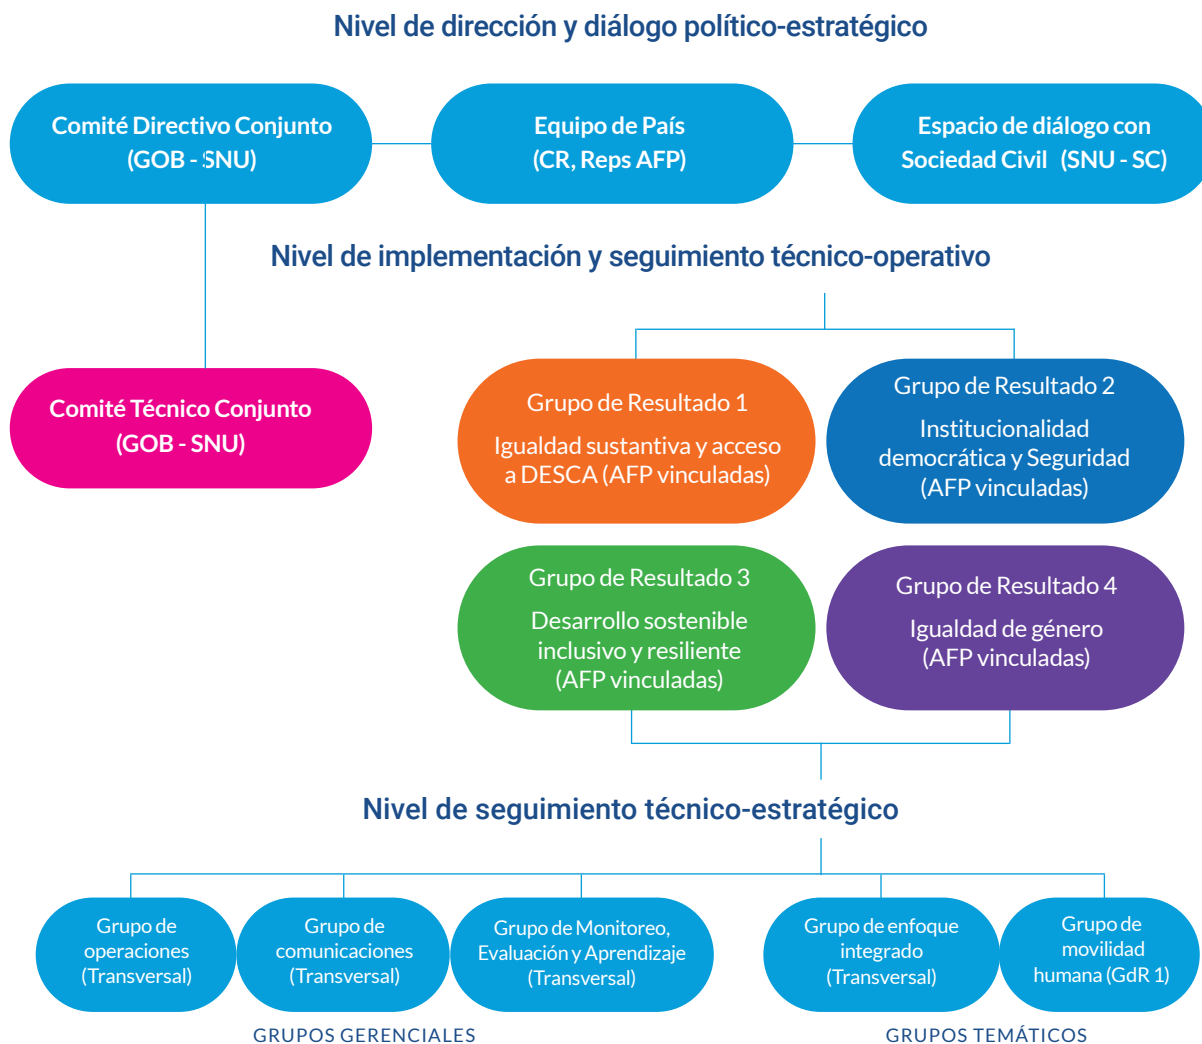 Nivel de dirección y diálogo político-estratégico
Comité Directivo Conjunto
(GOB - SNU)
Equipo de País
(CR, Reps AFP)
Espacio de diálogo con
Sociedad Civil (SNU - SC)
Nivel de implementación y seguimiento técnico-operativo
Comité Técnico Conjunto
(GOB - SNU)
Grupo de Resultado 1
Igualdad sustantiva y acceso
a DESCA (AFP vinculadas)
Grupo de Resultado 2
Institucionalidad
democrática y Seguridad
(AFP vinculadas)
Grupo de Resultado 3
Desarrollo sostenible
inclusivo y resiliente
(AFP vinculadas)
Grupo de Resultado 4
Igualdad de género
(AFP vinculadas)
Nivel de seguimiento técnico-estratégico
Grupo de
operaciones
(Transversal)
Grupo de
comunicaciones
(Transversal)
Grupo de Monitoreo,
Evaluación y Aprendizaje
(Transversal)
Grupo de enfoque
integrado
(Transversal)
Grupo de
movilidad
humana (GdR 1)
GRUPOS GERENCIALES
GRUPOS TEMÁTICOS